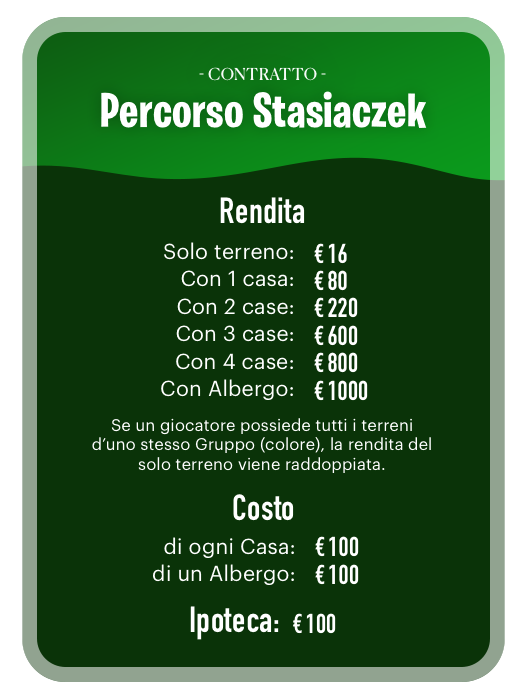 - CONTRATTO -
Percorso Stasiaczek
Rendita
Solo terreno: €16
Con 1 casa: €80
Con 2 case: €220
Con 3 case: €600
Con 4 case: €800
Con Albergo: €1000
Se un giocatore possiede tutti i terreni
d'uno stesso Gruppo (colore), la rendita del
solo terreno viene raddoppiata.
Costo
di ogni Casa: €100
di un Albergo: €100
Ipoteca: €100